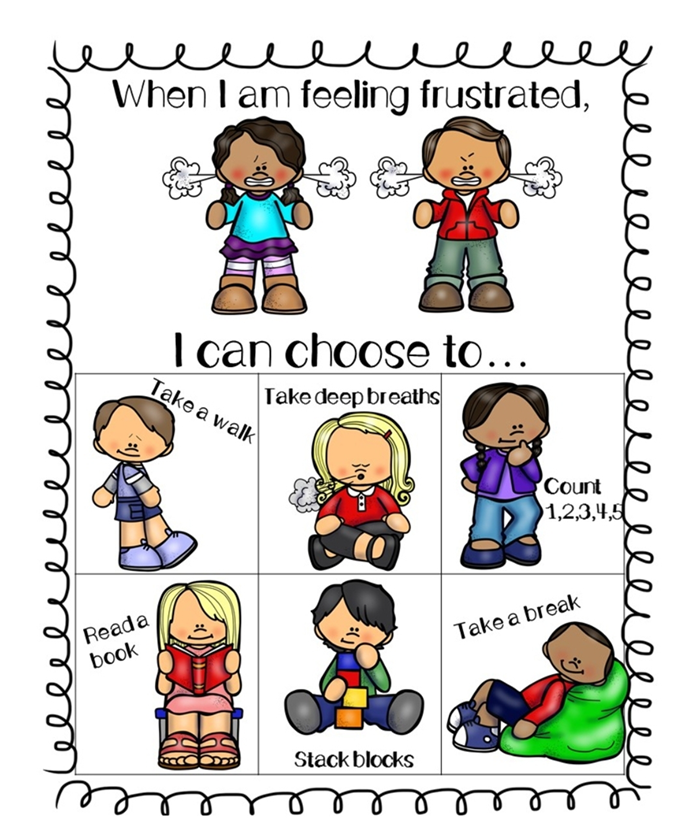 When I am feeling frustrated,
I can choose to...
Take a walk
Take deep breaths
Count
1,2,3,4,5
Read a
book
Stack blocks
Take a break